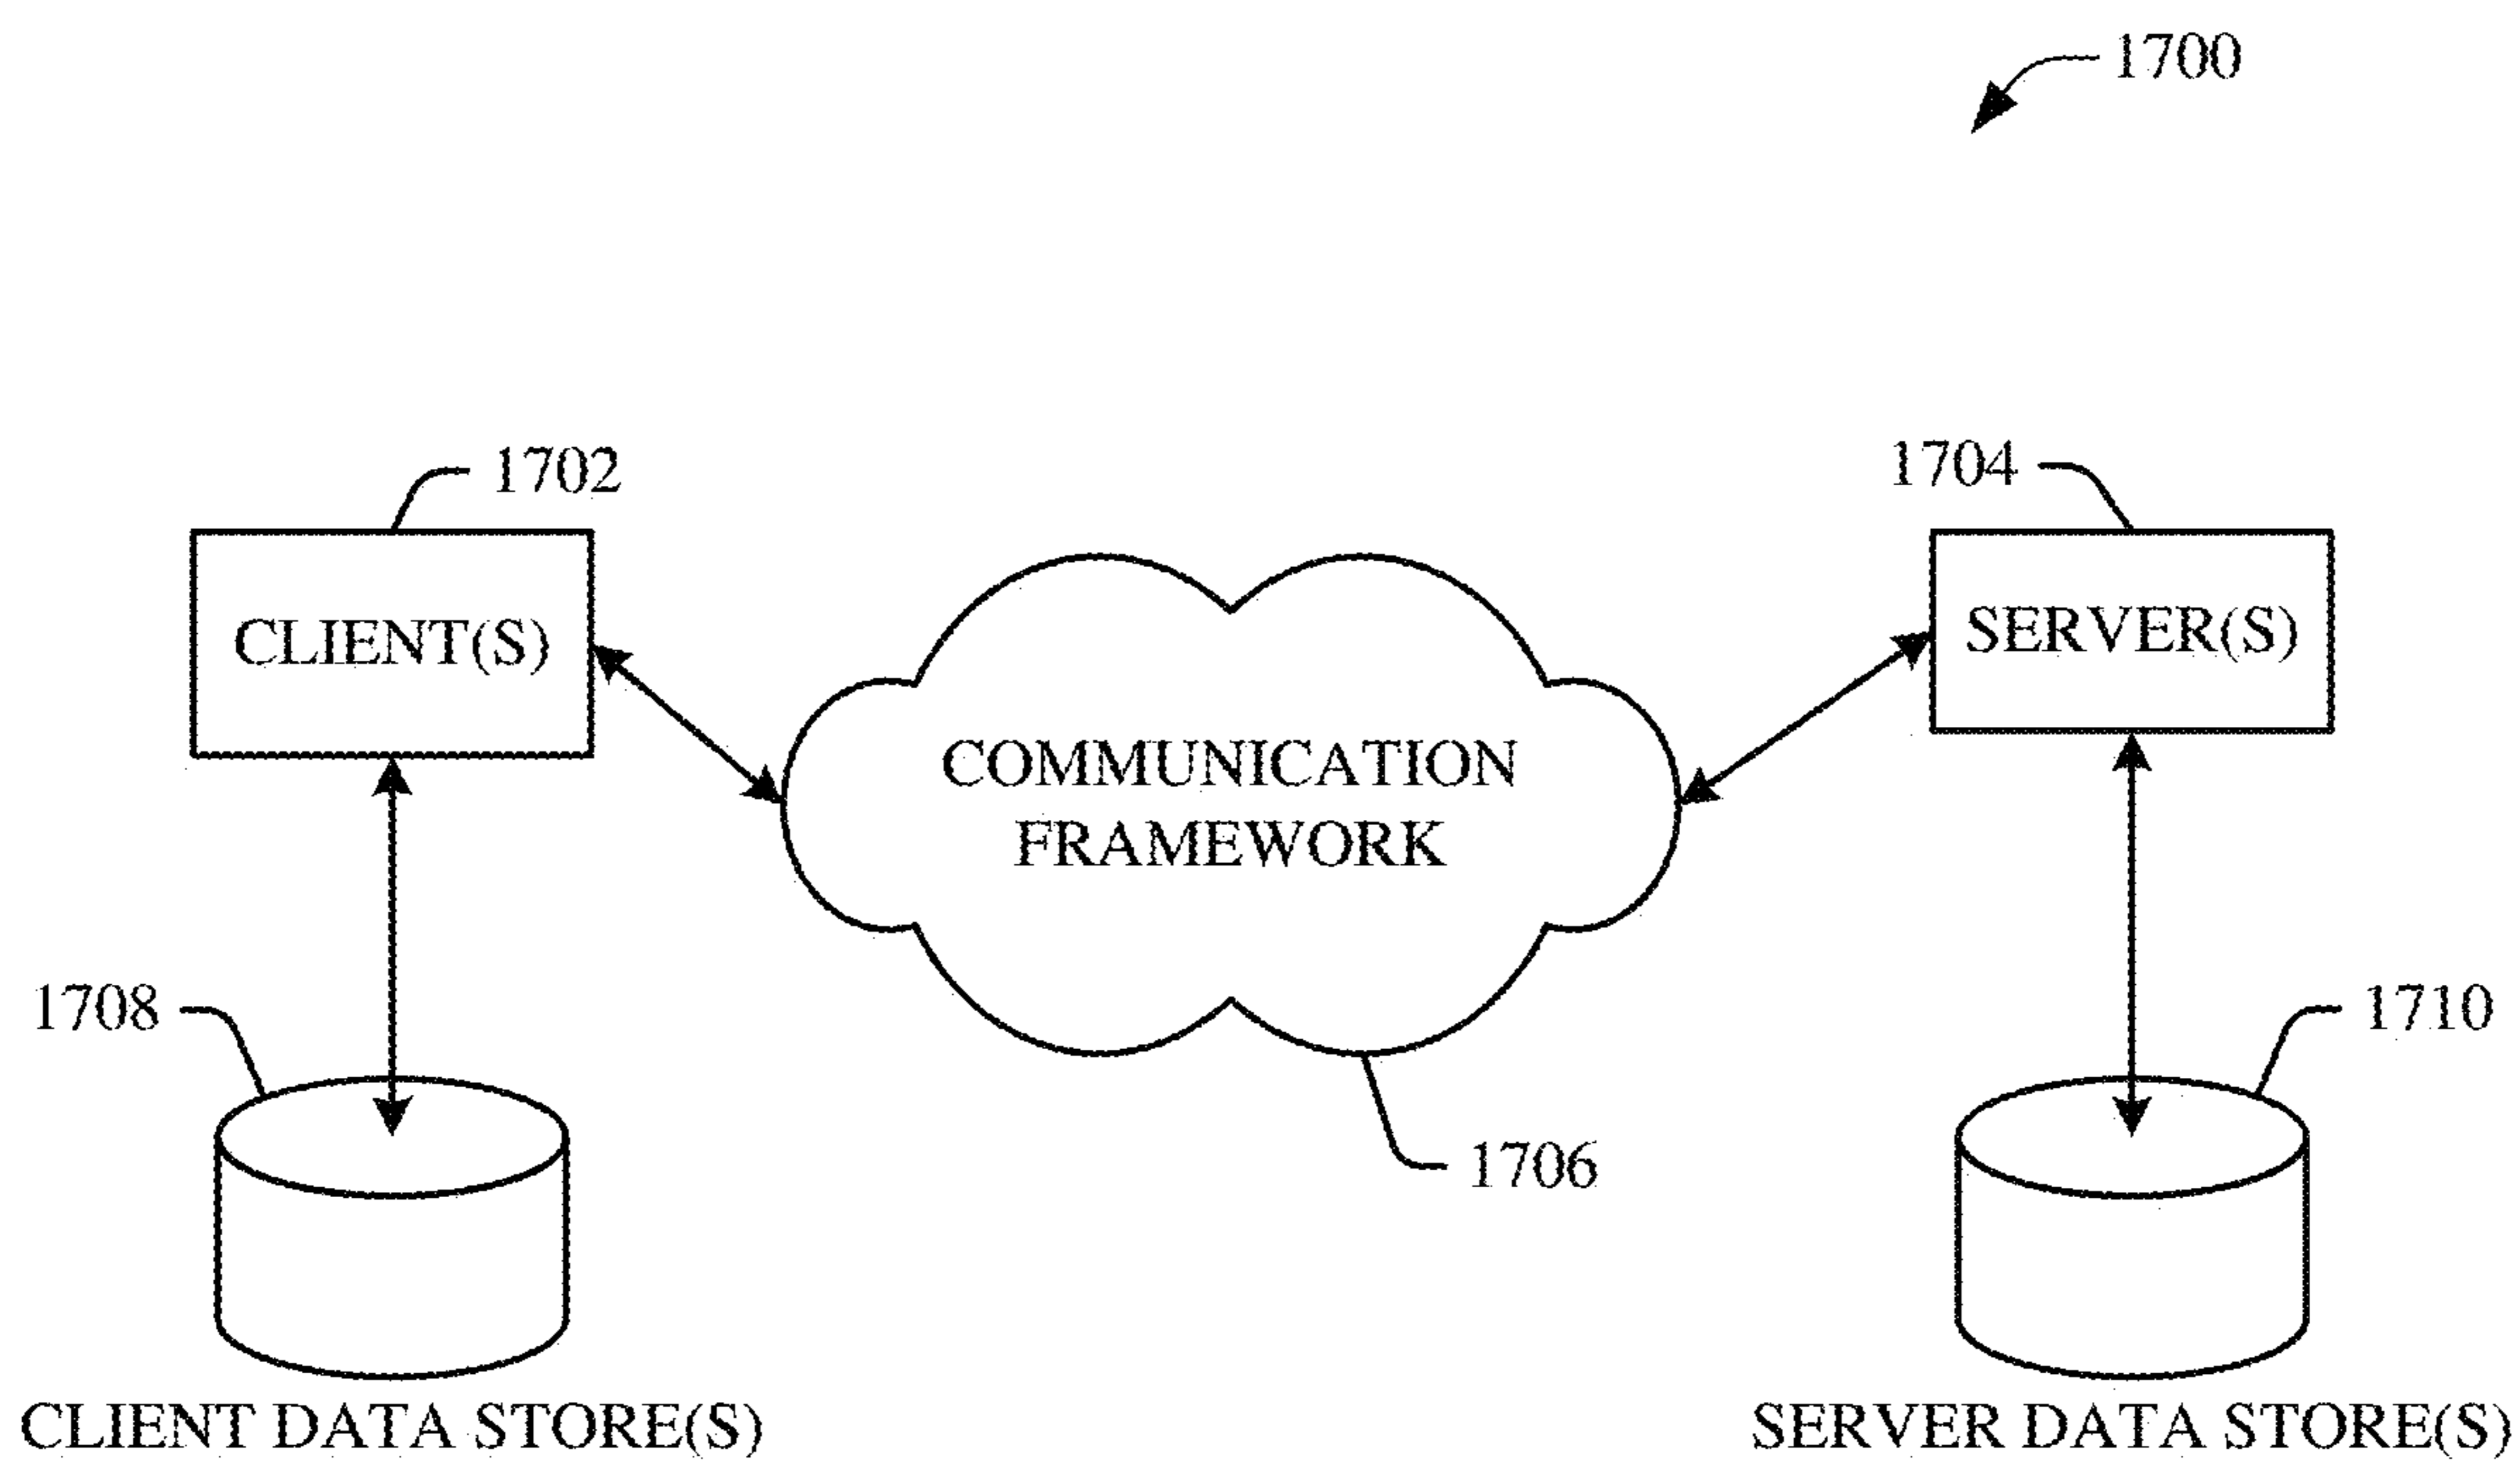 1700
1702
1704
CLIENT(S)
SERVER(S)
COMMUNICATION
FRAMEWORK
1708
1710
1706
CLIENT DATA STORE(S)
SERVER DATA STORE(S)